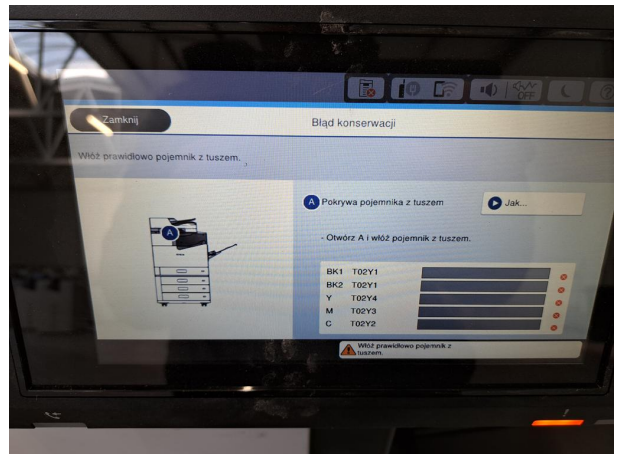 OFF
?
Zamknij
Błąd konserwacji
Włóż prawidłowo pojemnik z tuszem.
A Pokrywa pojemnika z tuszem
Jak...
A
- Otwórz A i włóż pojemnik z tuszem.
BK1 T02Y1
BK2 T02Y1
Y T02Y4
M T02Y3
C T02Y2
Włóż prawidłowo pojemnik z
tuszem.
!